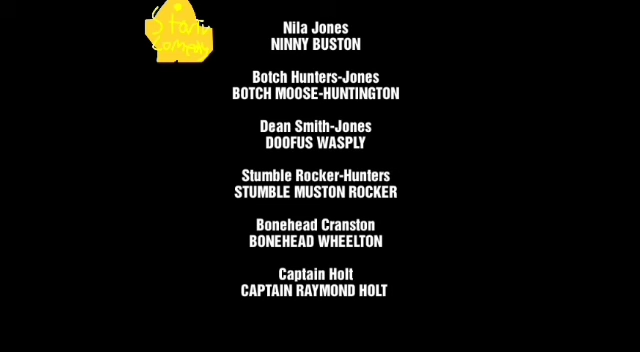 Nila Jones
NINNY BUSTON
Botch Hunters-Jones
BOTCH MOOSE-HUNTINGTON
Dean Smith-Jones
DOOFUS WASPLY
Stumble Rocker-Hunters
STUMBLE MUSTON ROCKER
Bonehead Cranston
BONEHEAD WHEELTON
Captain Holt
CAPTAIN RAYMOND HOLT